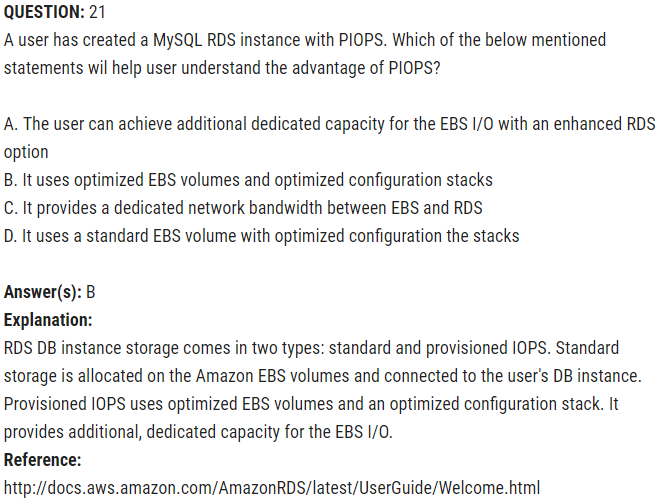 QUESTION: 21
A user has created a MySQL RDS instance with PIOPS. Which of the below mentioned
statements wil help user understand the advantage of PIOPS?
A. The user can achieve additional dedicated capacity for the EBS I/O with an enhanced RDS
option
B. It uses optimized EBS volumes and optimized configuration stacks
C. It provides a dedicated network bandwidth between EBS and RDS
D. It uses a standard EBS volume with optimized configuration the stacks
Answer(s): B
Explanation:
RDS DB instance storage comes in two types: standard and provisioned IOPS. Standard
storage is allocated on the Amazon EBS volumes and connected to the user's DB instance.
Provisioned IOPS uses optimized EBS volumes and an optimized configuration stack. It
provides additional, dedicated capacity for the EBS I/O.
Reference:
http://docs.aws.amazon.com/AmazonRDS/latest/UserGuide/Welcome.html